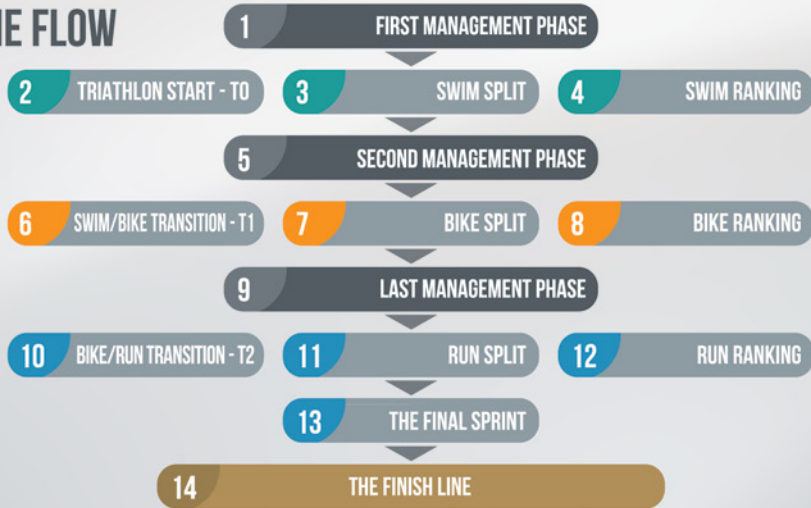 FLOW
1 FIRST MANAGEMENT PHASE
2 TRIATHLON START - T0
3 SWIM SPLIT
4 SWIM RANKING
5 SECOND MANAGEMENT PHASE
6 SWIM/BIKE TRANSITION - T1
7 BIKE SPLIT
8 BIKE RANKING
9 LAST MANAGEMENT PHASE
10 BIKE/RUN TRANSITION - T2
11 RUN SPLIT
12 RUN RANKING
13 THE FINAL SPRINT
14 THE FINISH LINE